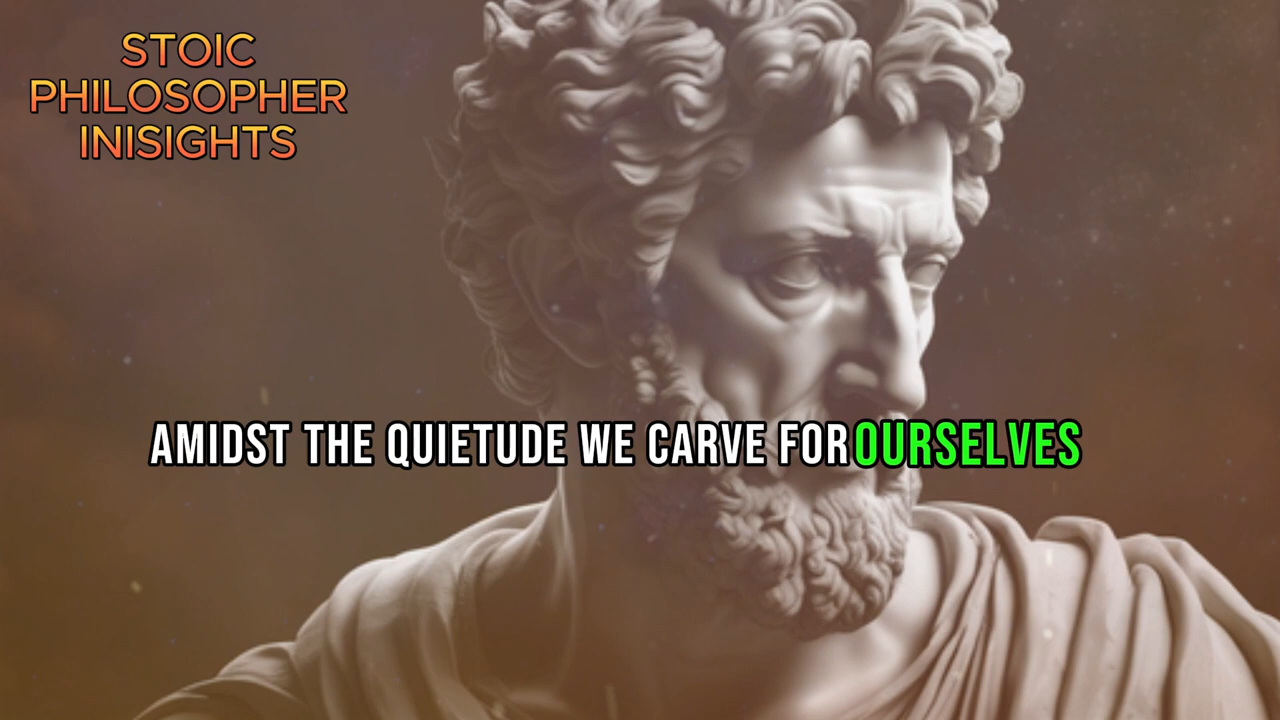 STOIC
PHILOSOPHER
INISIGHTS
AMIDST THE QUIETUDE WE CARVE FOR OURSELVES